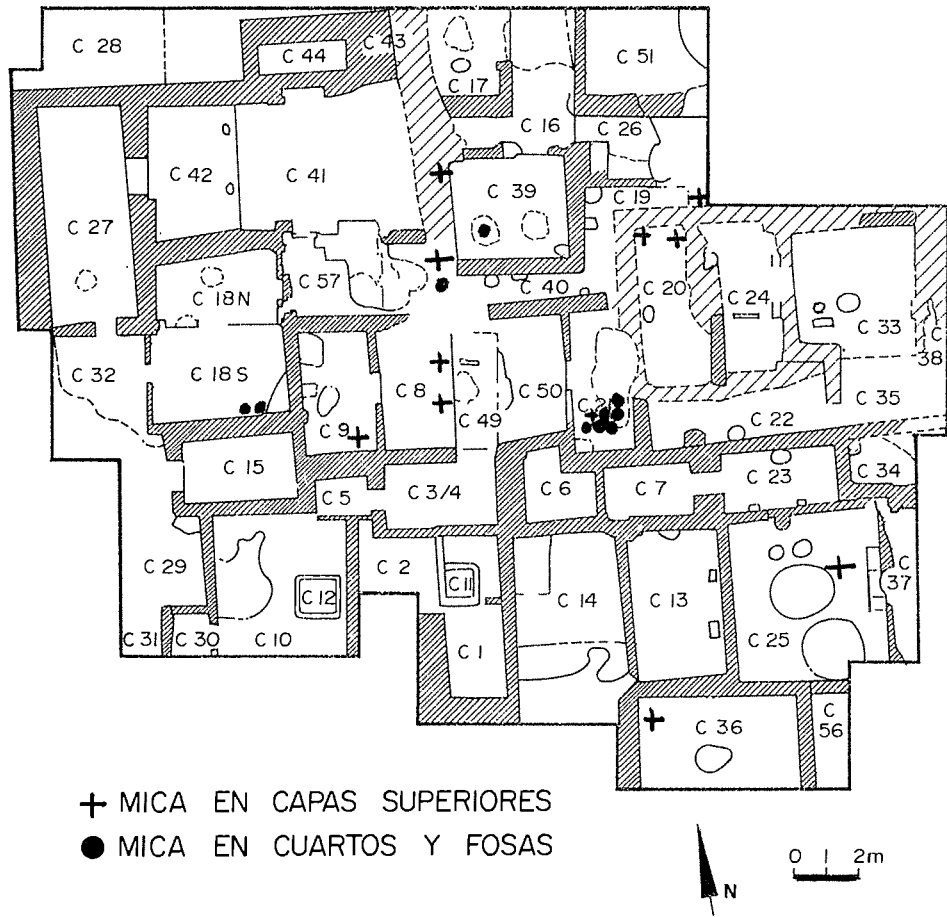 C 28
C 44
C 43
C 17
C 51
C 16
C 26
C 42
C 41
C 39
C 19
C 27
C 57
C 40
C 18N
C 20
C 24
C 33
C 38
C 32
C 18 S
C 8
C 50
C 35
C 9
C 49
C
C 22
C 15
C 5
C 3/4
C 6
C 7
C 23
C 34
C 29
C 12
C 2
C 11
C 14
C 13
C 37
C 31
C 30
C 10
C 1
C 25
C 36
C 56
+ MICA EN CAPAS SUPERIORES
● MICA EN CUARTOS Y FOSAS
0 1 2m
N